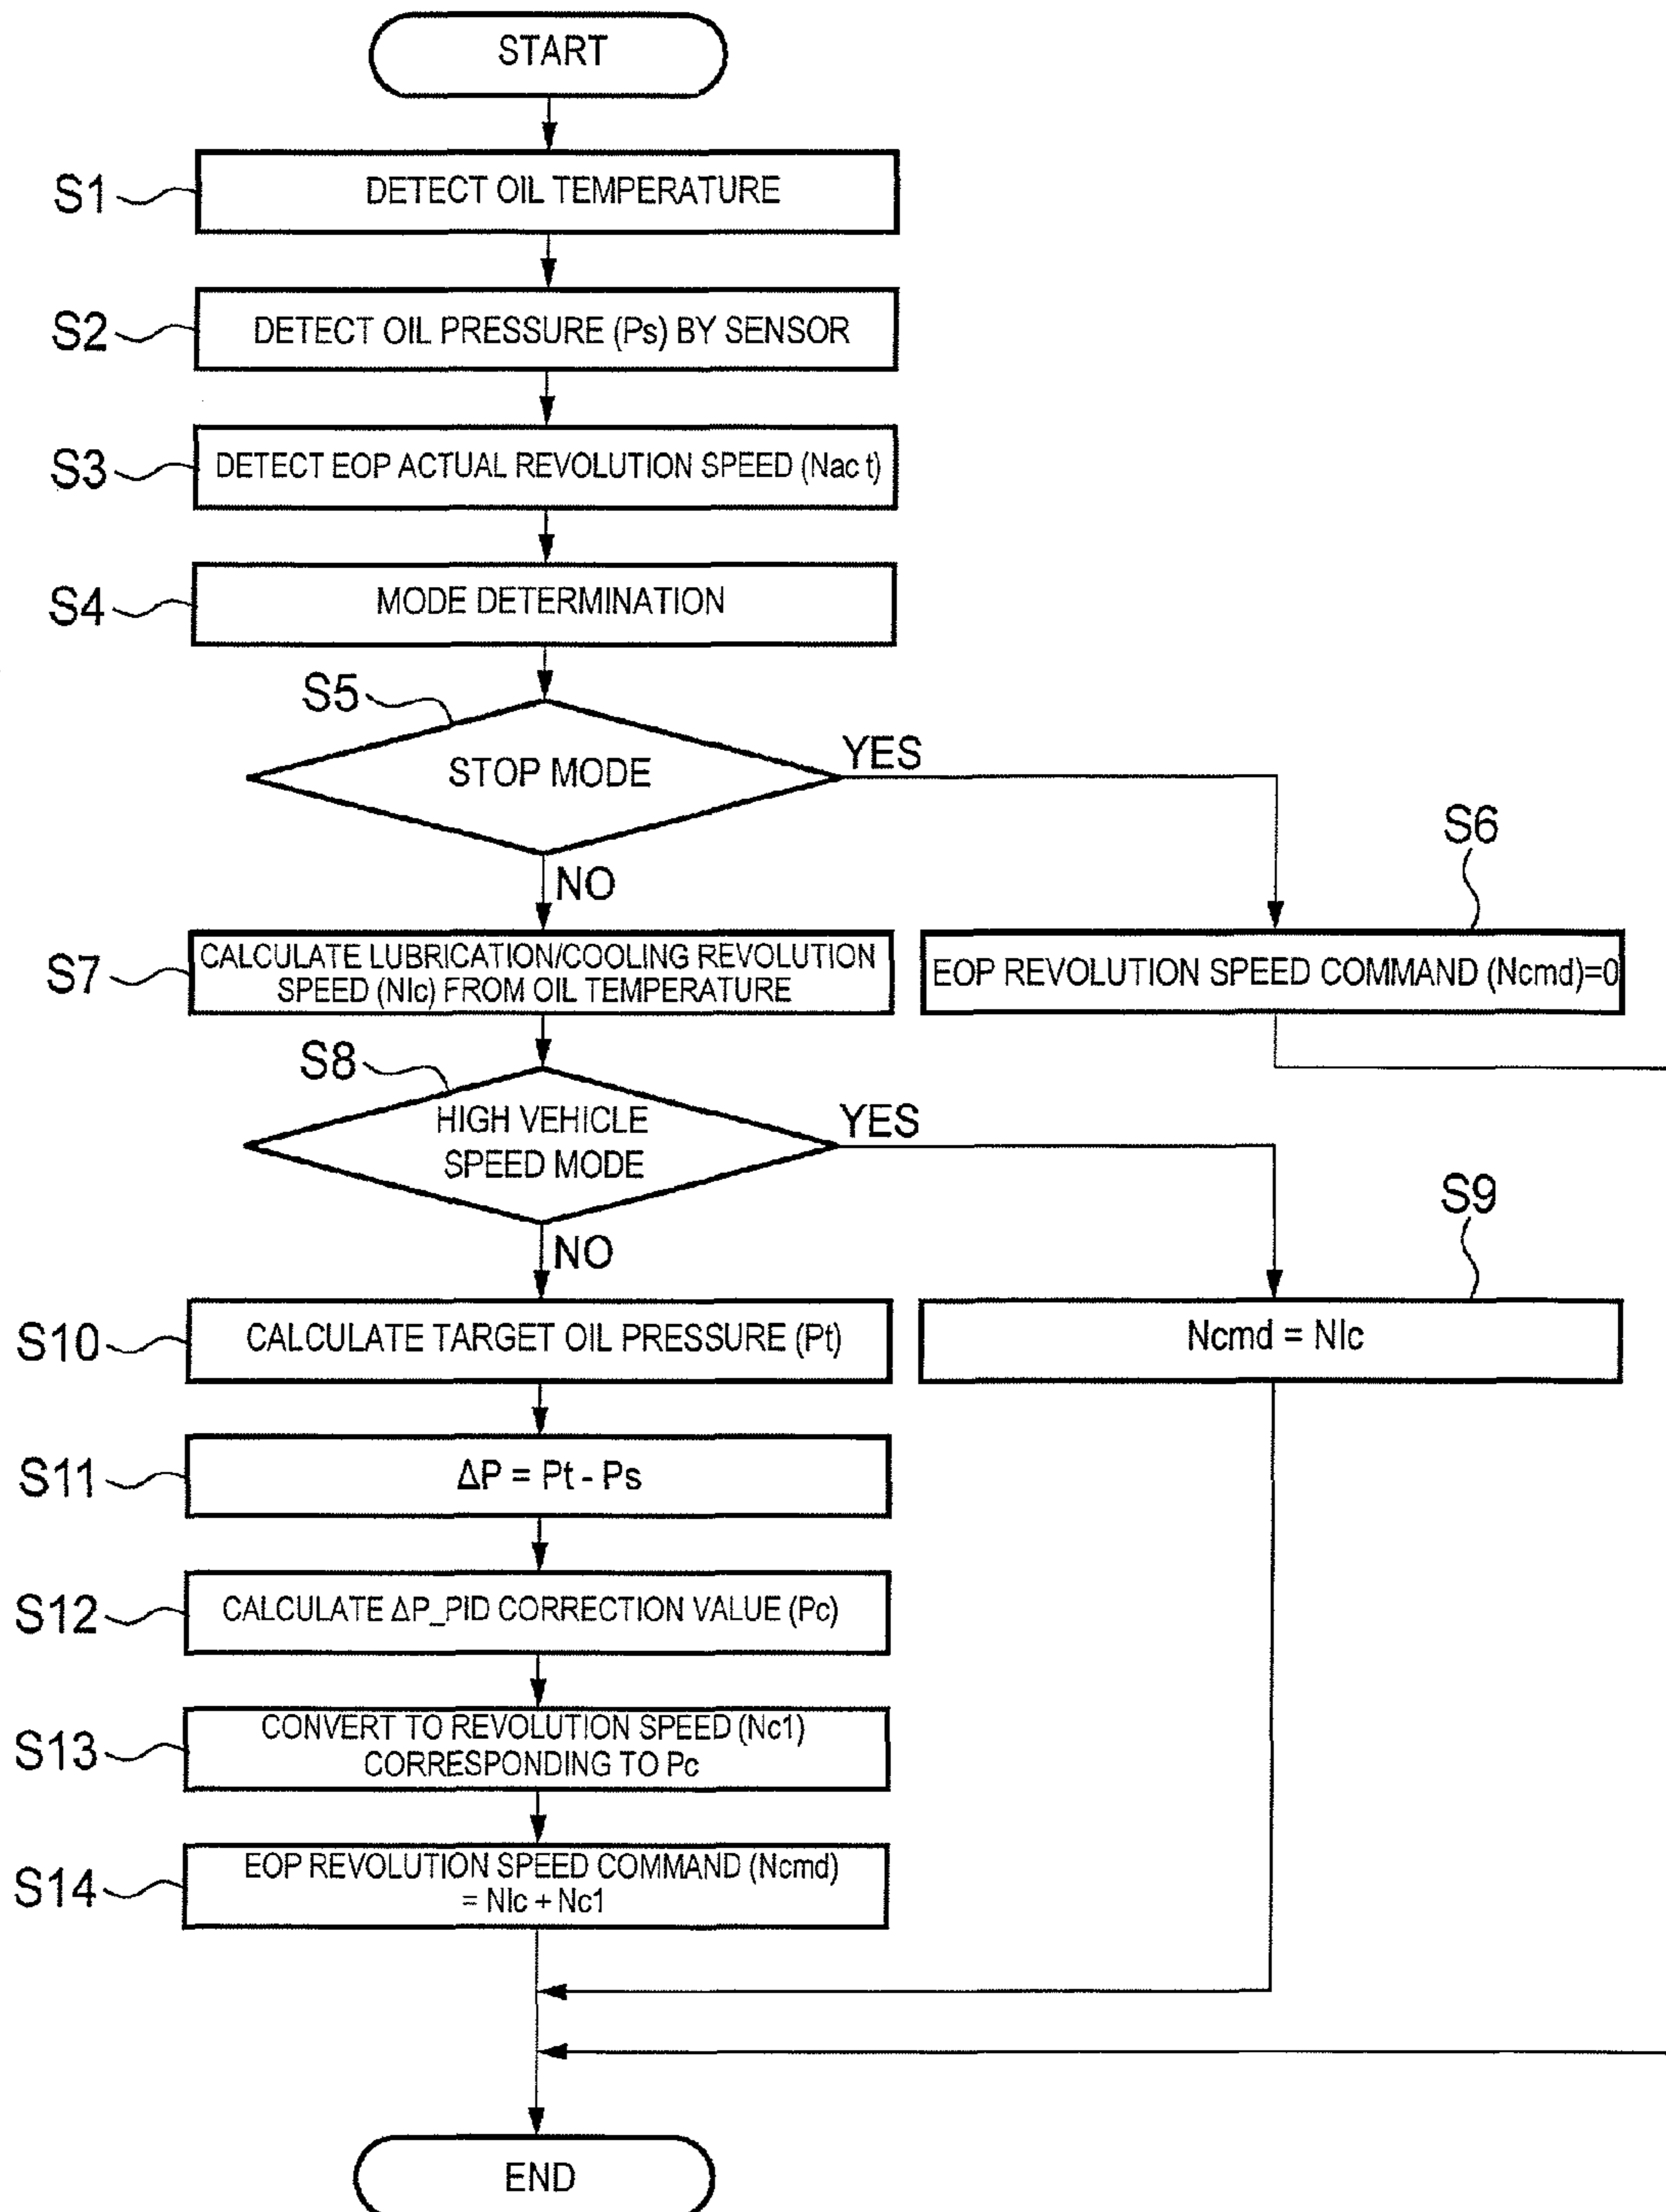 START
S1
DETECT OIL TEMPERATURE
S2
DETECT OIL PRESSURE (Ps) BY SENSOR
S3
DETECT EOP ACTUAL REVOLUTION SPEED (Nac t)
S4
MODE DETERMINATION
S5
STOP MODE
YES
NO
S6
EOP REVOLUTION SPEED COMMAND (Ncmd)=0
S7
CALCULATE LUBRICATION/COOLING REVOLUTION
SPEED (Nlc) FROM OIL TEMPERATURE
S8
HIGH VEHICLE
SPEED MODE
YES
NO
S9
Ncmd = Nlc
S10
CALCULATE TARGET OIL PRESSURE (Pt)
S11
ΔP = Pt - Ps
S12
CALCULATE ΔP_PID CORRECTION VALUE (Pc)
S13
CONVERT TO REVOLUTION SPEED (Nc1)
CORRESPONDING TO Pc
S14
EOP REVOLUTION SPEED COMMAND (Ncmd)
= Nlc + Nc1
END